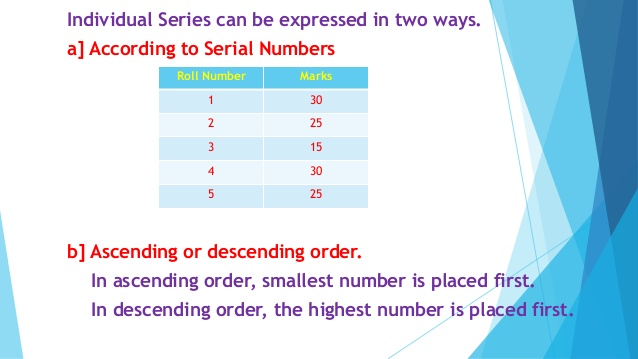 Individual Series can be expressed in two ways.
a] According to Serial Numbers
Roll Number Marks
1 30
2 25
3 15
4 30
5 25
b] Ascending or descending order.
In ascending order, smallest number is placed first.
In descending order, the highest number is placed first.